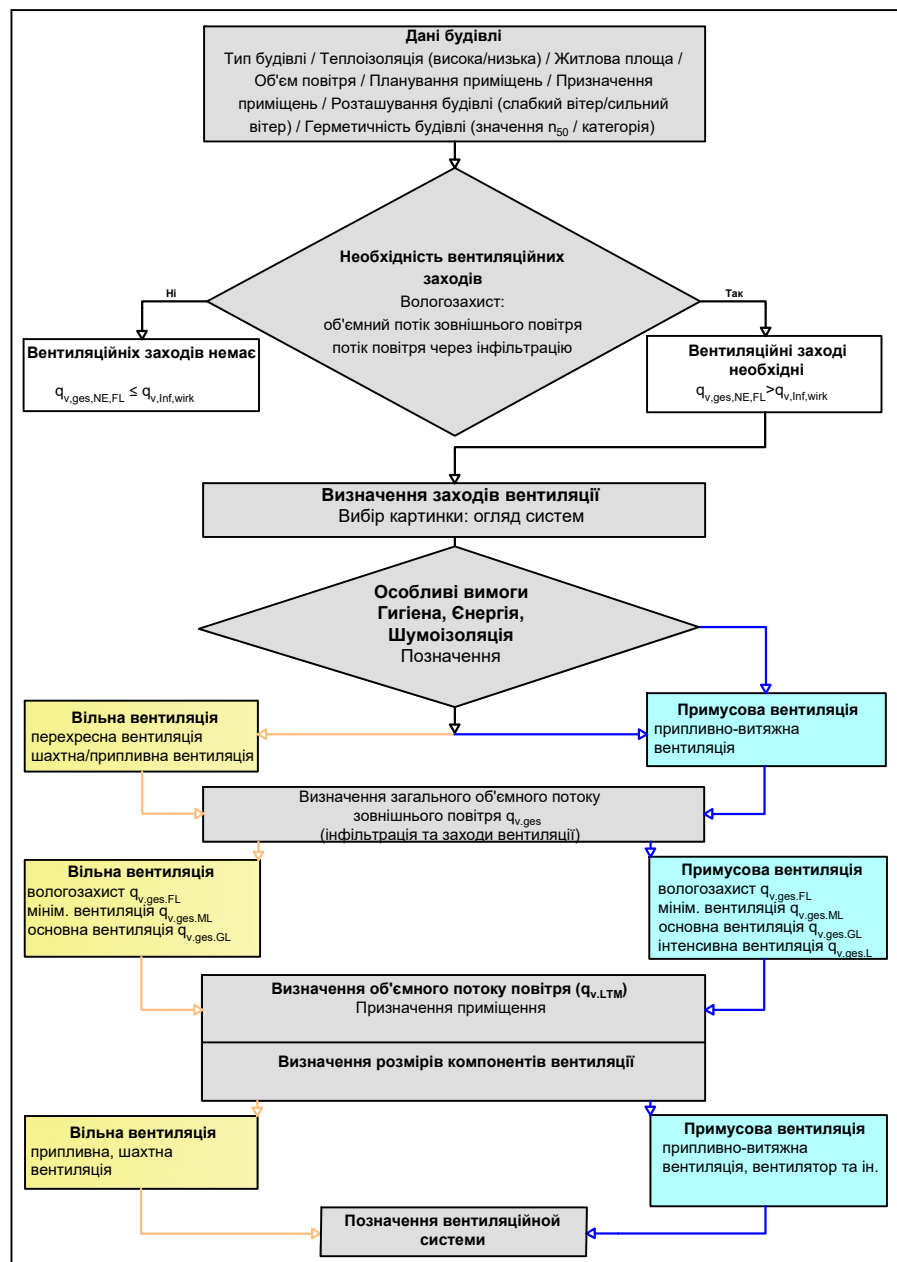 Дані будівлі
Тип будівлі / Теплоізоляція (висока/низька) / Житлова площа /
Об'єм повітря / Планування приміщень / Призначення
приміщень / Розташування будівлі (слабкий вітер/сильний
вітер) / Герметичність будівлі (значення n50 / категорія)
Необхідність вентиляційних
заходів
Вологозахист:
об'ємний потік зовнішнього повітря
потік повітря через інфільтрацію
Ні
Так
Вентиляційніх заходів немає
qv,ges,NE,FL ≤ qv,Inf,wirk
Вентиляційні заході
необхідні
qv,ges,NE,FL>qv,Inf,wirk
Визначення заходів вентиляції
Вибір картинки: огляд систем
Особливі вимоги
Гигієна, Єнергія,
Шумоізоляція
Позначення
Вільна вентиляція
перехресна вентиляція
шахтна/припливна вентиляція
Примусова вентиляція
припливно-витяжна
вентиляція
Визначення загального об'ємного потоку
зовнішнього повітря qv.ges
(інфільтрація та заходи вентиляції)
Вільна вентиляція
вологозахист qv.ges.FL
мінім. вентиляція qv.ges.ML
основна вентиляція qv.ges.GL
Примусова вентиляція
вологозахист qv.ges.FL
мінім. вентиляція qv.ges.ML
основна вентиляція qv.ges.GL
інтенсивна вентиляція qv.ges.L
Визначення об'ємного потоку повітря (qv.LTM)
Призначення приміщення
Визначення розмірів компонентів вентиляції
Вільна вентиляція
припливна, шахтна
вентиляція
Примусова вентиляція
припливно-витяжна
вентиляція, вентилятор та ін.
Позначення вентиляційной
системи